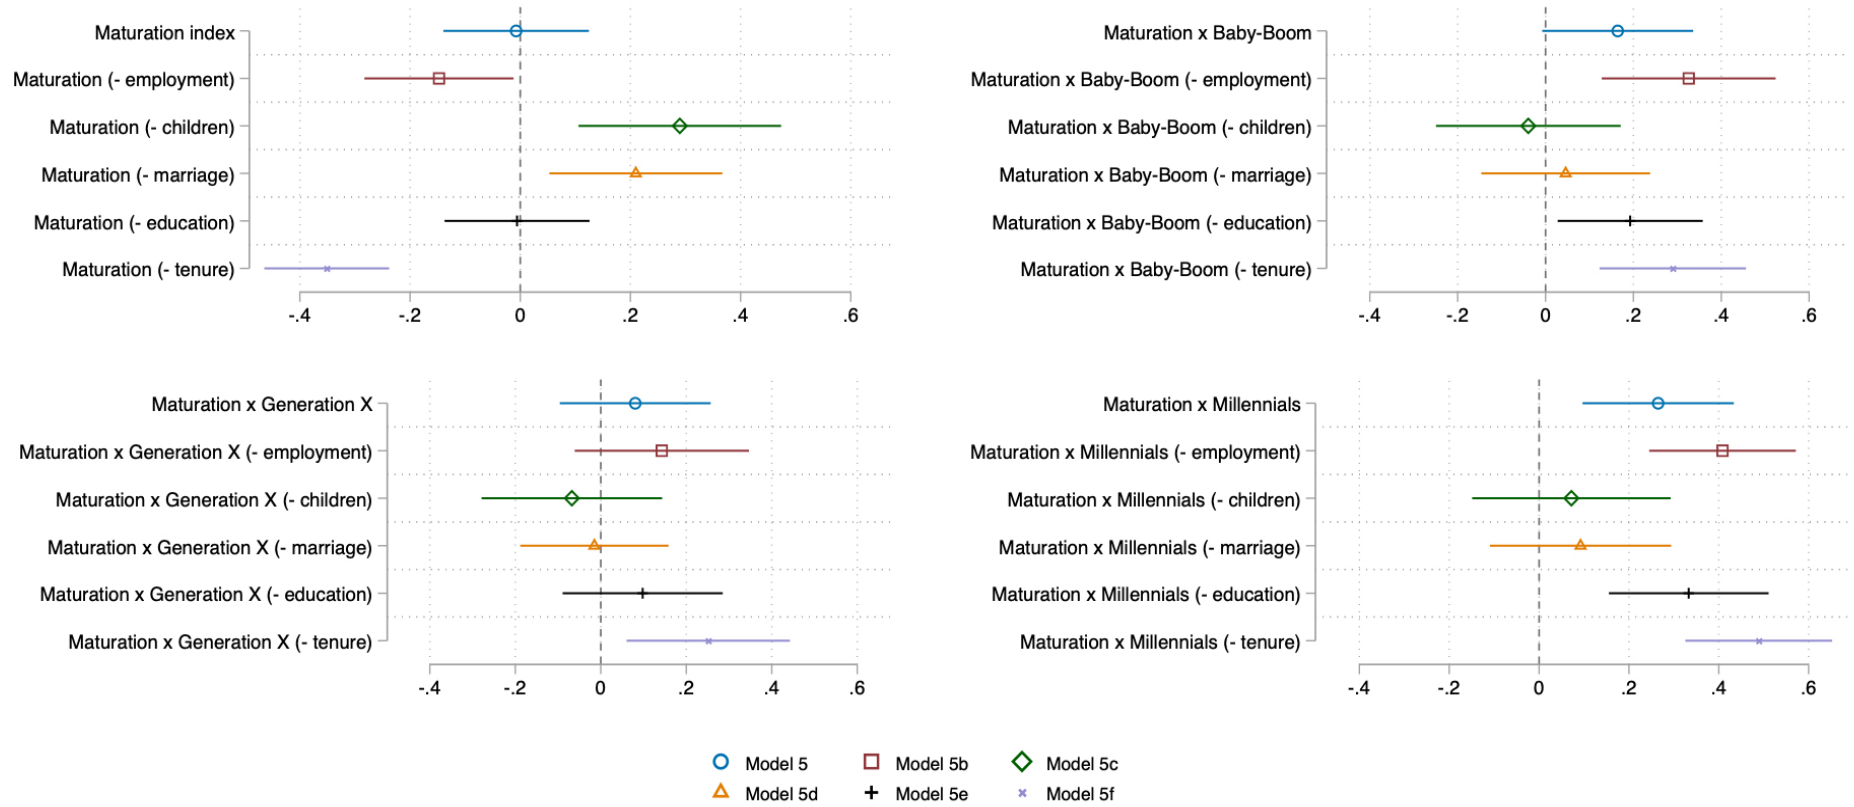 Maturation index
Maturation (- employment)
Maturation (- children)
Maturation (- marriage)
Maturation (- education)
Maturation (- tenure)
-.4 -.2 0 .2 .4 .6
Maturation x Baby-Boom
Maturation x Baby-Boom (- employment)
Maturation x Baby-Boom (- children)
Maturation x Baby-Boom (- marriage)
Maturation x Baby-Boom (- education)
Maturation x Baby-Boom (- tenure)
-.4 -.2 0 .2 .4 .6
Maturation x Generation X
Maturation x Generation X (- employment)
Maturation x Generation X (- children)
Maturation x Generation X (- marriage)
Maturation x Generation X (- education)
Maturation x Generation X (- tenure)
-.4 -.2 0 .2 .4 .6
Maturation x Millennials
Maturation x Millennials (- employment)
Maturation x Millennials (- children)
Maturation x Millennials (- marriage)
Maturation x Millennials (- education)
Maturation x Millennials (- tenure)
-.4 -.2 0 .2 .4 .6
Model 5 Model 5b Model 5c
Model 5d Model 5e Model 5f